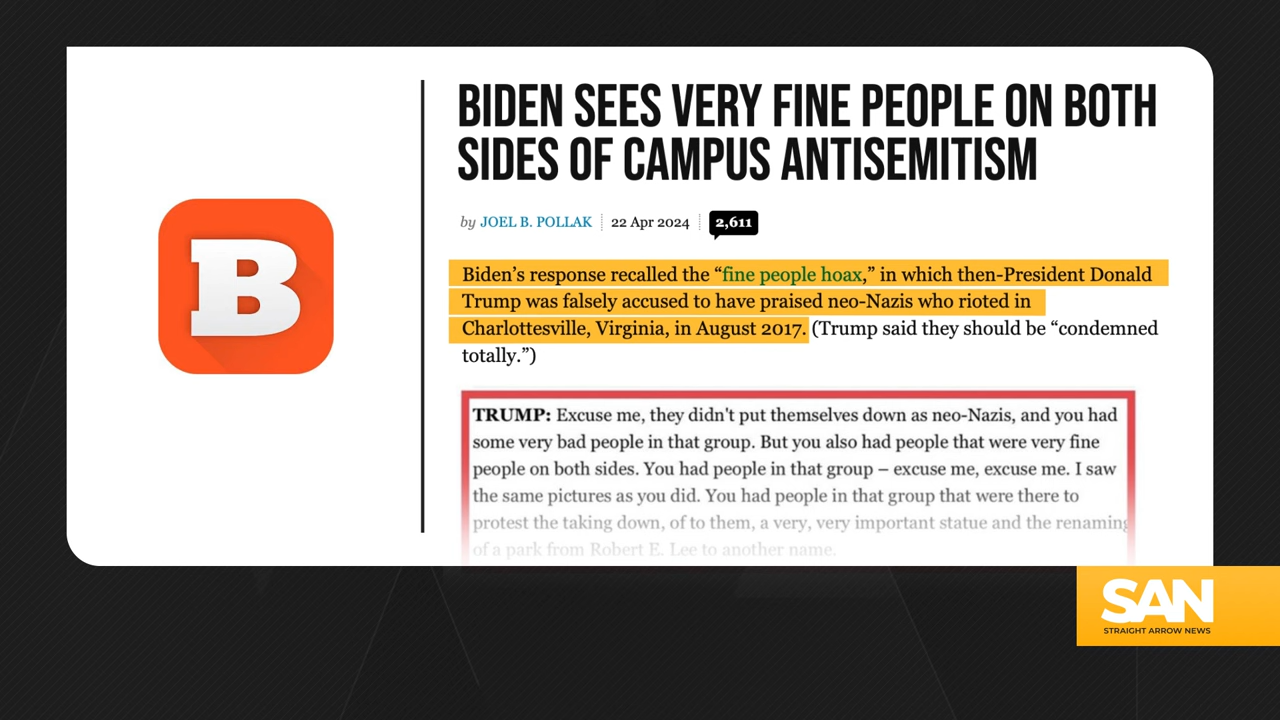 B
BIDEN SEES VERY FINE PEOPLE ON BOTH
SIDES OF CAMPUS ANTISEMITISM
by JOEL B. POLLAK 22 Apr 2024 2,611
Biden’s response recalled the “fine people hoax,” in which then-President Donald
Trump was falsely accused to have praised neo-Nazis who rioted in
Charlottesville, Virginia, in August 2017. (Trump said they should be “condemned
totally.”)
TRUMP: Excuse me, they didn't put themselves down as neo-Nazis, and you had
some very bad people in that group. But you also had people that were very fine
people on both sides. You had people in that group – excuse me, excuse me. I saw
the same pictures as you did. You had people in that group that were there to
protest the taking down, of to them, a very, very important statue and the renaming
of a park from Robert E. Lee to another name.
SAN
STRAIGHT ARROW NEWS